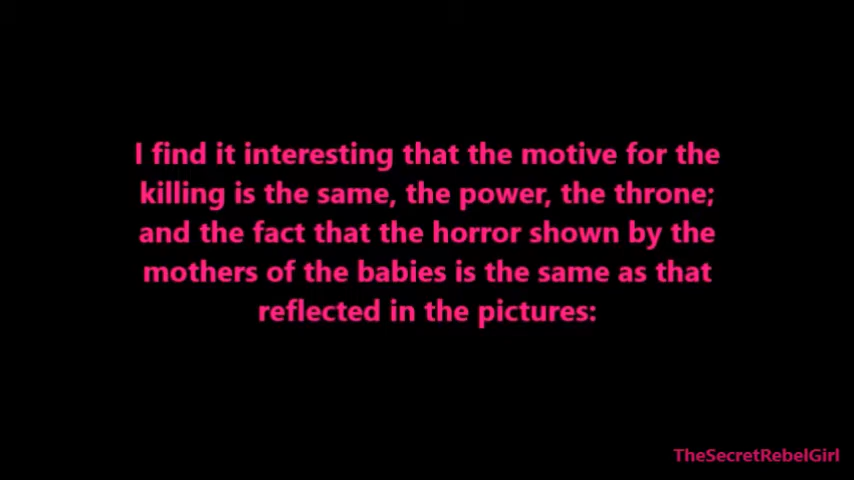 I find it interesting that the motive for the
killing is the same, the power, the throne;
and the fact that the horror shown by the
mothers of the babies is the same as that
reflected in the pictures:
TheSecretRebelGirl